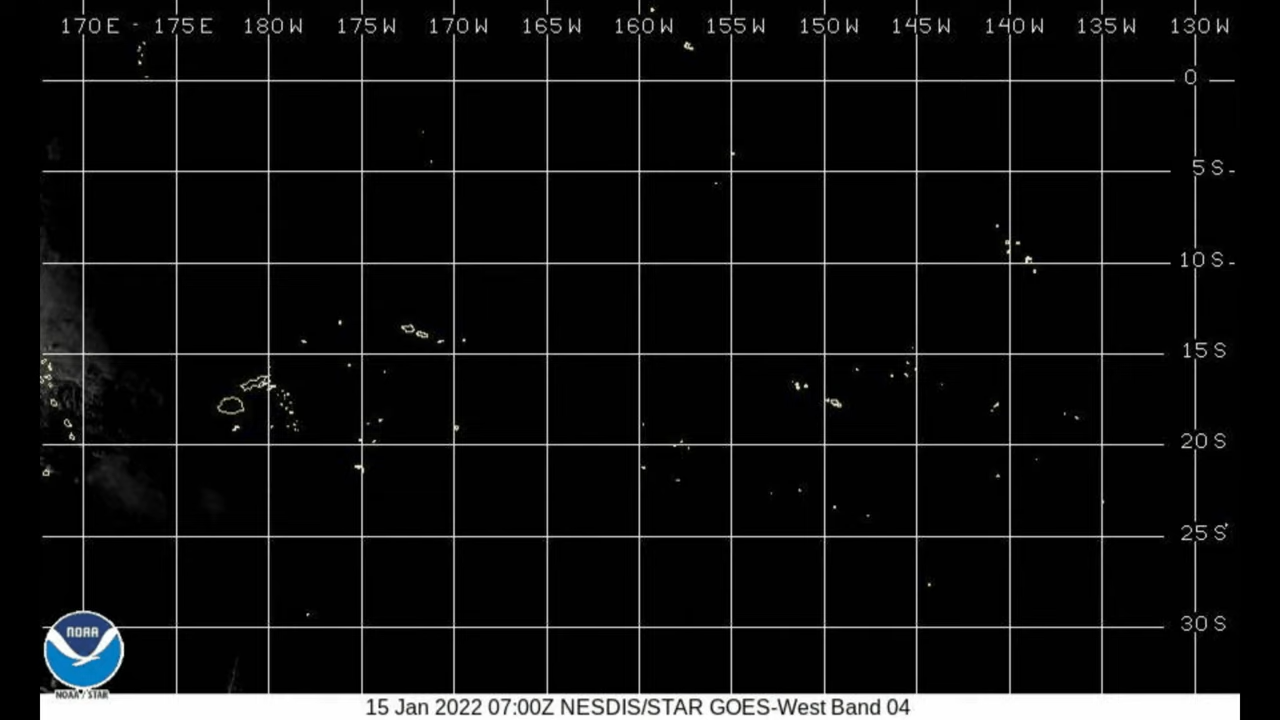 170E 175E 180W 175W 170W 165W 160W 155W 150W 145W 140W 135W 130W
0
5S
10S
15S
20S
25S
30S
NOAA
NOAA / STAR
15 Jan 2022 07:00Z NESDIS/STAR GOES-West Band 04